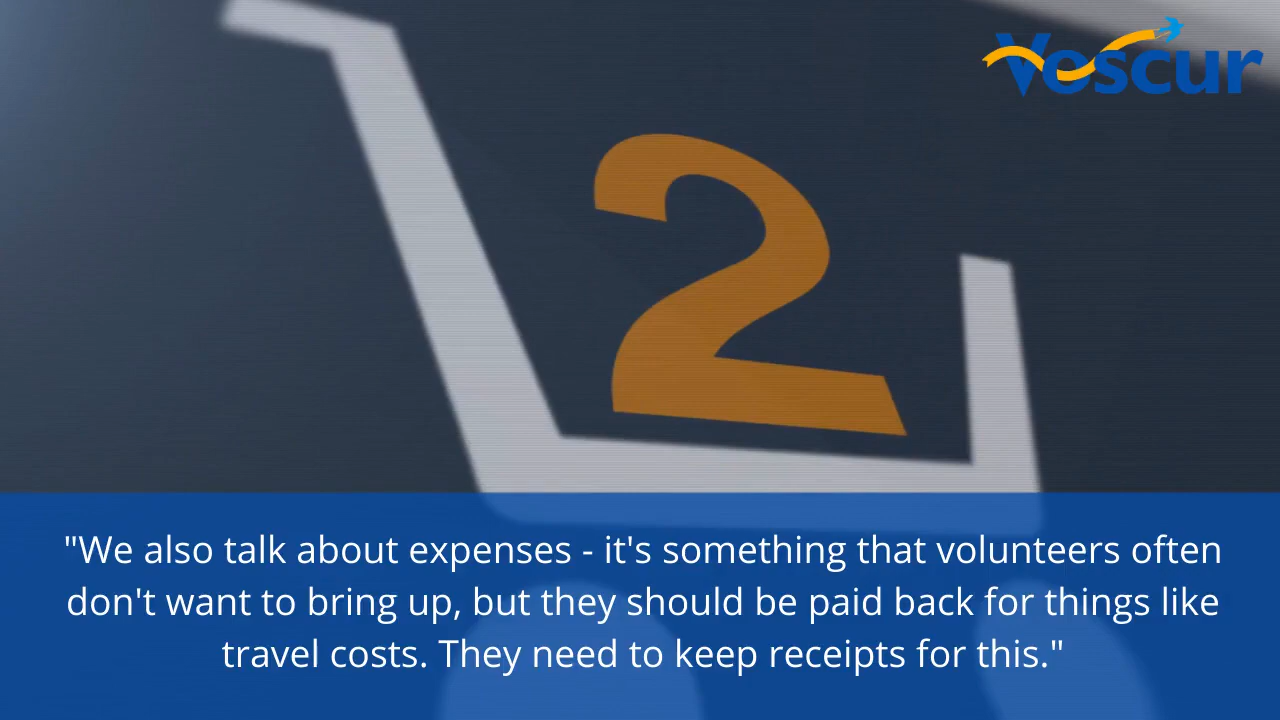 Vescur
2
"We also talk about expenses - it's something that volunteers often
don't want to bring up, but they should be paid back for things like
travel costs. They need to keep receipts for this."